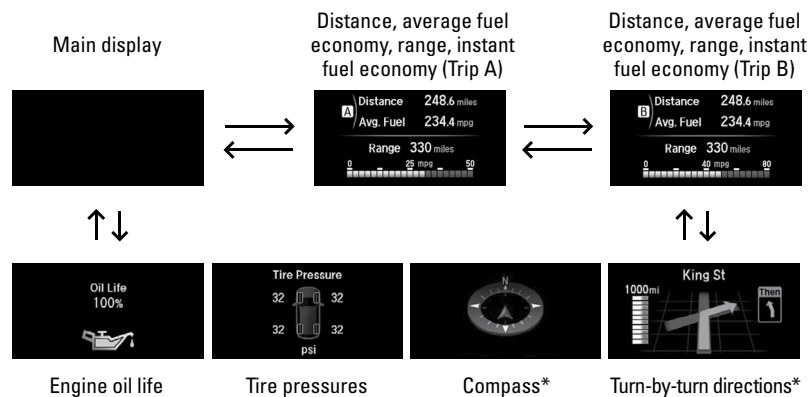 Main display
Distance, average fuel
economy, range, instant
fuel economy (Trip A)
Distance, average fuel
economy, range, instant
fuel economy (Trip B)
A
Distance 248.6 miles
Avg. Fuel 234.4 mpg
Range 330 miles
0 25 mpg 50
B
Distance 248.6 miles
Avg. Fuel 234.4 mpg
Range 330 miles
0 40 mpg 80
Oil Life
100%
Tire Pressure
32 32
32 32
psi
N
King St
1000mi
Then
Engine oil life
Tire pressures
Compass*
Turn-by-turn directions*